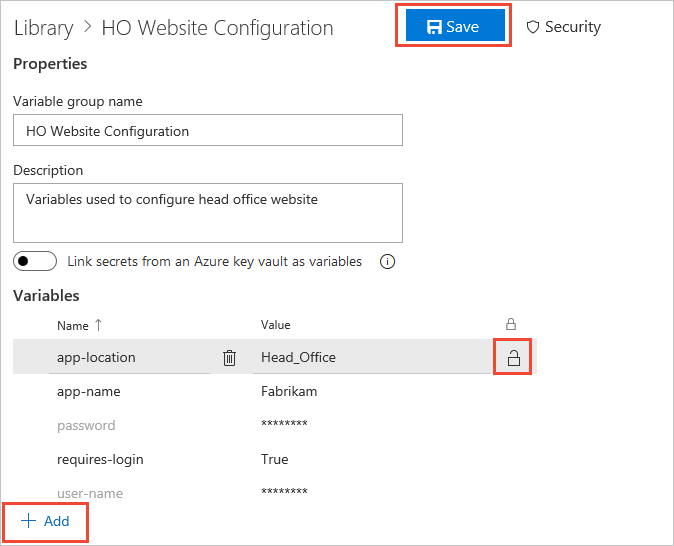 Library > HO Website Configuration Save Security
Properties
Variable group name
HO Website Configuration
Description
Variables used to configure head office website
Link secrets from an Azure key vault as variables
Variables
Name ↑ Value
app-location Head_Office
app-name Fabrikam
password ********
requires-login True
user-name ********
+ Add